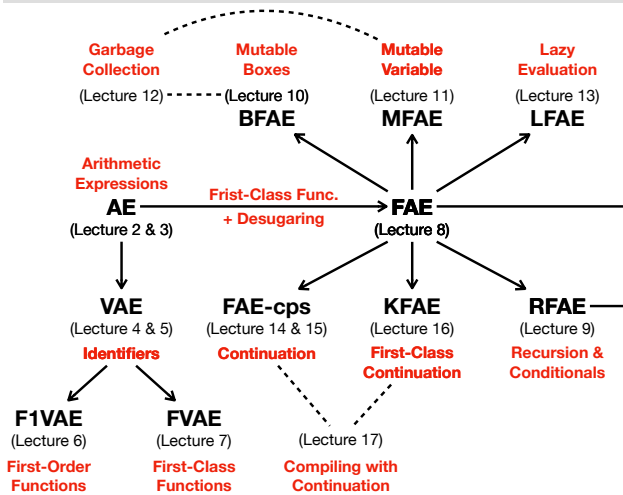 Garbage
Collection
(Lecture 12)
Mutable
Boxes
(Lecture 10)
BFAE
Mutable
Variable
(Lecture 11)
MFAE
Lazy
Evaluation
(Lecture 13)
LFAE
Arithmetic
Expressions
AE
(Lecture 2 & 3)
Frist-Class Func.
+ Desugaring
FAE
(Lecture 8)
VAE
(Lecture 4 & 5)
Identifiers
FAE-cps
(Lecture 14 & 15)
Continuation
KFAE
(Lecture 16)
First-Class
Continuation
RFAE
(Lecture 9)
Recursion &
Conditionals
F1VAE
(Lecture 6)
First-Order
Functions
FVAE
(Lecture 7)
First-Class
Functions
(Lecture 17)
Compiling with
Continuation